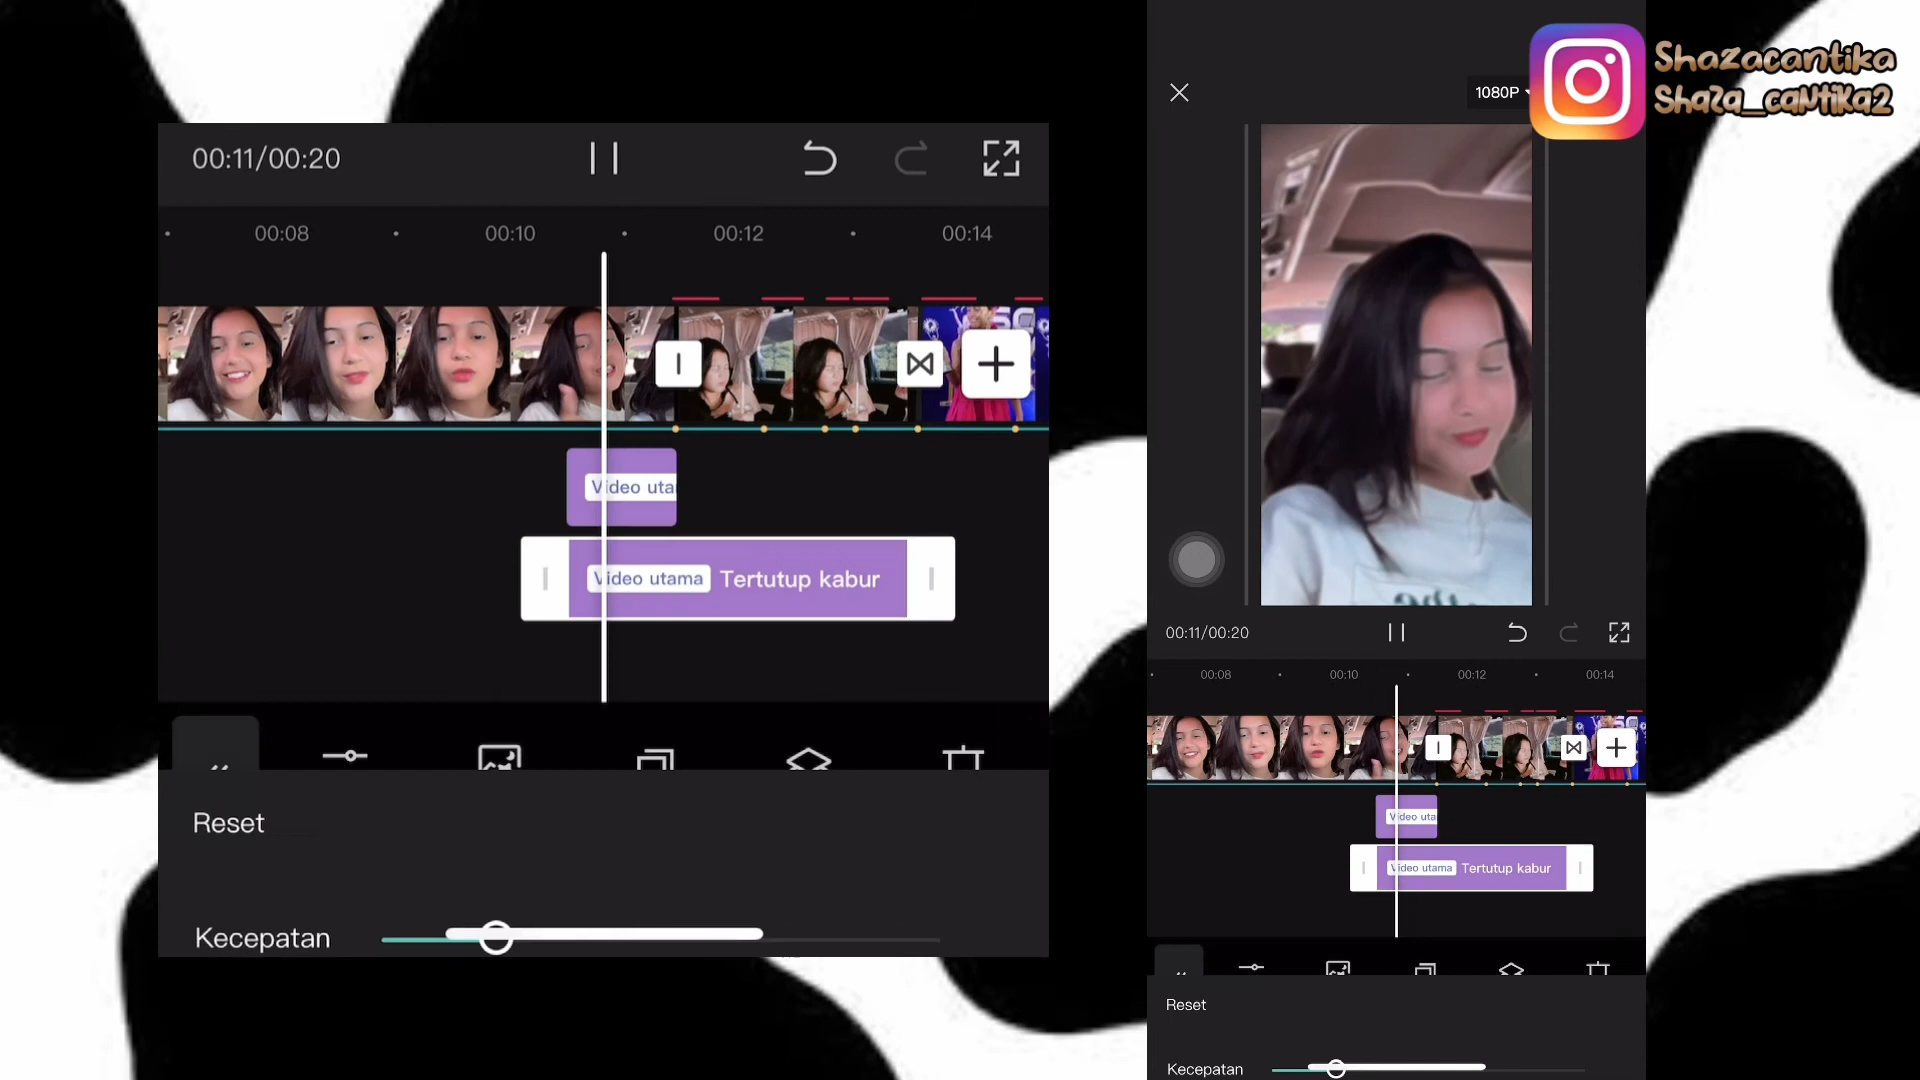 00:11/00:20
00:08
00:10
00:12
00:14
Video uta
Video utama Tertutup kabur
Reset
Kecepatan
1080P
00:11/00:20
00:08
00:10
00:12
00:14
Video uta
Video utama Tertutup kabur
Reset
Kecepatan
Shazacantika
Shaza_cantika2